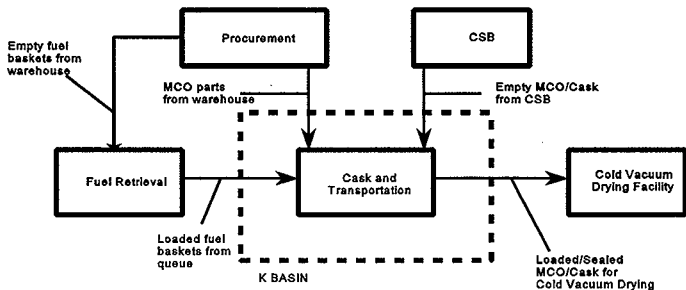 Procurement
CSB
Empty fuel
baskets from
warehouse
MCO parts
from warehouse
Empty MCO/Cask
from CSB
Fuel Retrieval
Cask and
Transportation
Cold Vacuum
Drying Facility
Loaded fuel
baskets from
queue
K BASIN
Loaded/Sealed
MCO/Cask for
Cold Vacuum Drying